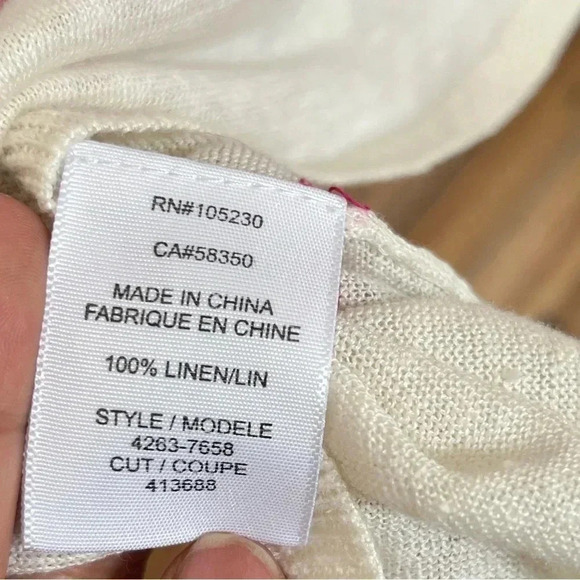 RN#105230
CA#58350
MADE IN CHINA
FABRIQUE EN CHINE
100% LINEN/LIN
STYLE / MODELE
4263-7658
CUT / COUPE
413688